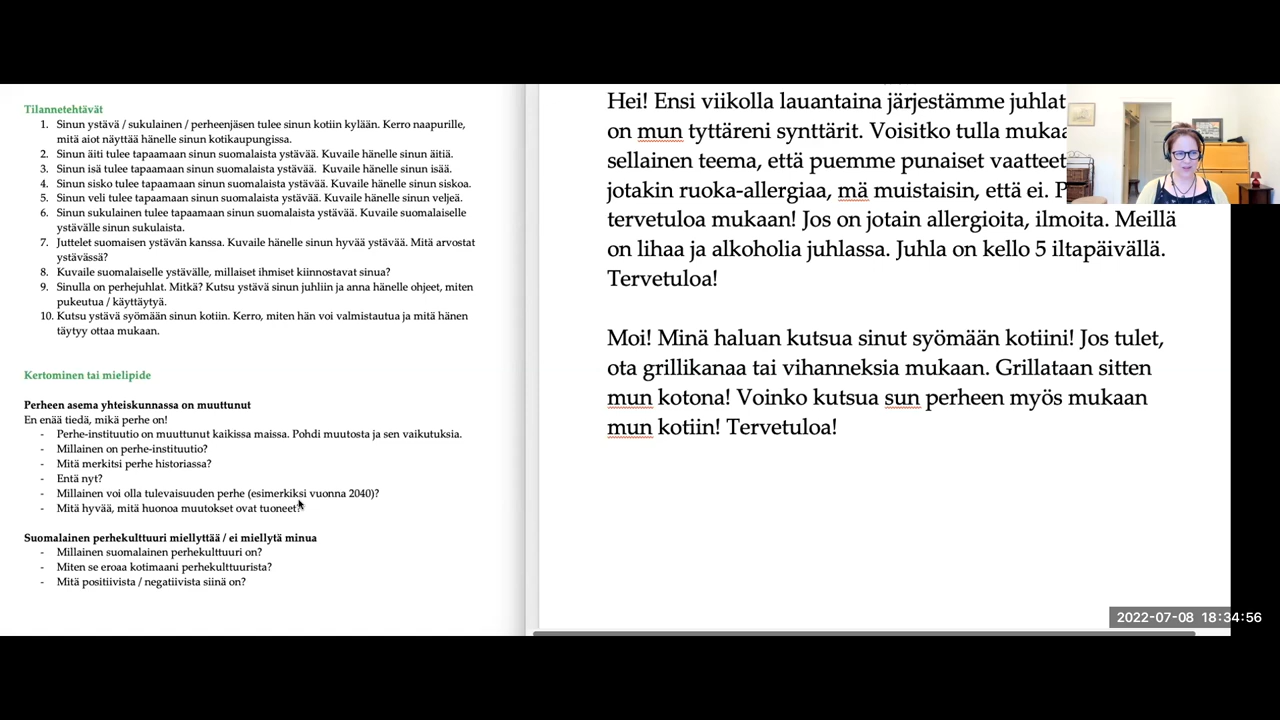 Tilannetehtävät
1. Sinun ystävä / sukulainen / perheenjäsen tulee sinun kotiin kylään. Kerro naapurille,
mitä aiot näyttää hänelle sinun kotikaupungissa.
2. Sinun äiti tulee tapaamaan sinun suomalaista ystävää. Kuvaile hänelle sinun äitiä.
3. Sinun isä tulee tapaamaan sinun suomalaista ystävää. Kuvaile hänelle sinun isää.
4. Sinun sisko tulee tapaamaan sinun suomalaista ystävää. Kuvaile hänelle sinun siskoa.
5. Sinun veli tulee tapaamaan sinun suomalaista ystävää. Kuvaile hänelle sinun veljeä.
6. Sinun sukulainen tulee tapaamaan sinun suomalaista ystävää. Kuvaile suomalaiselle
ystävälle sinun sukulaista.
7. Juttelet suomaisen ystävän kanssa. Kuvaile hänelle sinun hyvää ystävää. Mitä arvostat
ystävässä?
8. Kuvaile suomalaiselle ystävälle, millaiset ihmiset kiinnostavat sinua?
9. Sinulla on perhejuhlat. Mitkä? Kutsu ystävä sinun juhliin ja anna hänelle ohjeet, miten
pukeutua / käyttäytyä.
10. Kutsu ystävä syömään sinun kotiin. Kerro, miten hän voi valmistautua ja mitä hänen
täytyy ottaa mukaan.
Kertominen tai mielipide
Perheen asema yhteiskunnassa on muuttunut
En enää tiedä, mikä perhe on!
- Perhe-instituutio on muuttunut kaikissa maissa. Pohdi muutosta ja sen vaikutuksia.
- Millainen on perhe-instituutio?
- Mitä merkitsi perhe historiassa?
- Entä nyt?
- Millainen voi olla tulevaisuuden perhe (esimerkiksi vuonna 2040)?
- Mitä hyvää, mitä huonoa muutokset ovat tuoneet?
Suomalainen perhekulttuuri miellyttää / ei miellytä minua
- Millainen suomalainen perhekulttuuri on?
- Miten se eroaa kotimaani perhekulttuurista?
- Mitä positiivista / negatiivista siinä on?
Hei! Ensi viikolla lauantaina järjestämme juhlat
on mun tyttäreni synttärit. Voisitko tulla
sellainen teema, että puemme punaiset vaatteet
jotakin ruoka-allergiaa, mä muistaisin, että ei.
tervetuloa mukaan! Jos on jotain allergioita, ilmoita. Meillä
on lihaa ja alkoholia juhlassa. Juhla on kello 5 iltapäivällä.
Tervetuloa!
Moi! Minä haluan kutsua sinut syömään kotiini! Jos tulet,
ota grillikanaa tai vihanneksia mukaan. Grillataan sitten
mun kotona! Voinko kutsua sun perheen myös mukaan
mun kotiin! Tervetuloa!
2022-07-08 18:34:56